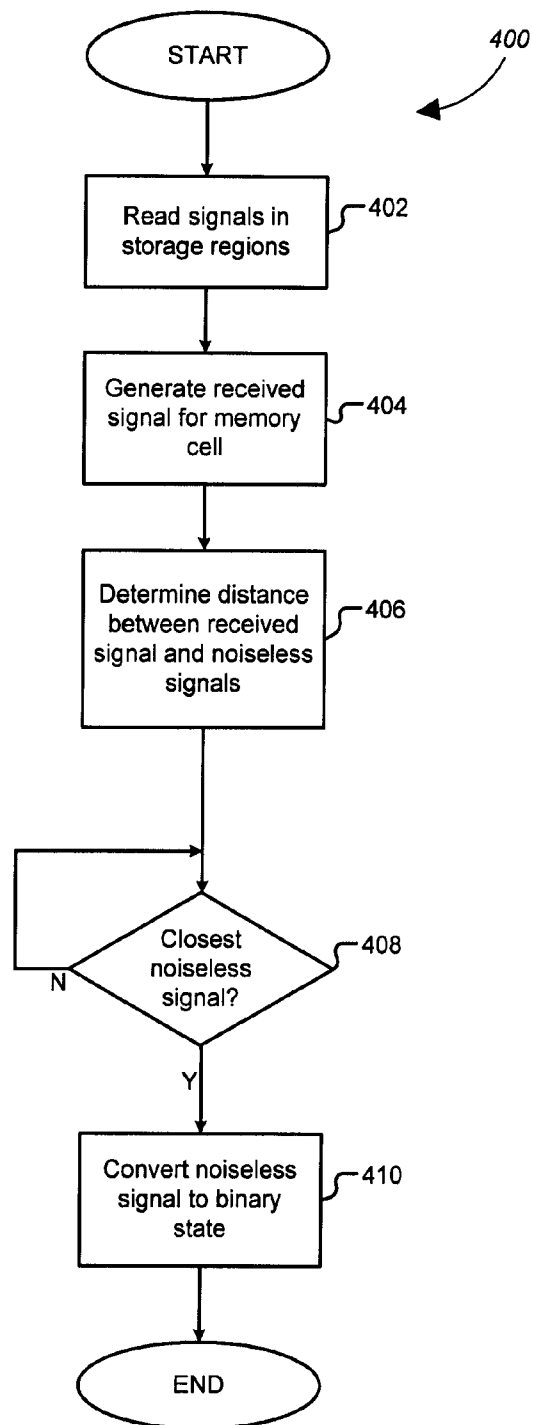 START
400
Read signals in
storage regions
402
Generate received
signal for memory
cell
404
Determine distance
between received
signal and noiseless
signals
406
Closest
noiseless
signal?
408
N
Y
Convert noiseless
signal to binary
state
410
END